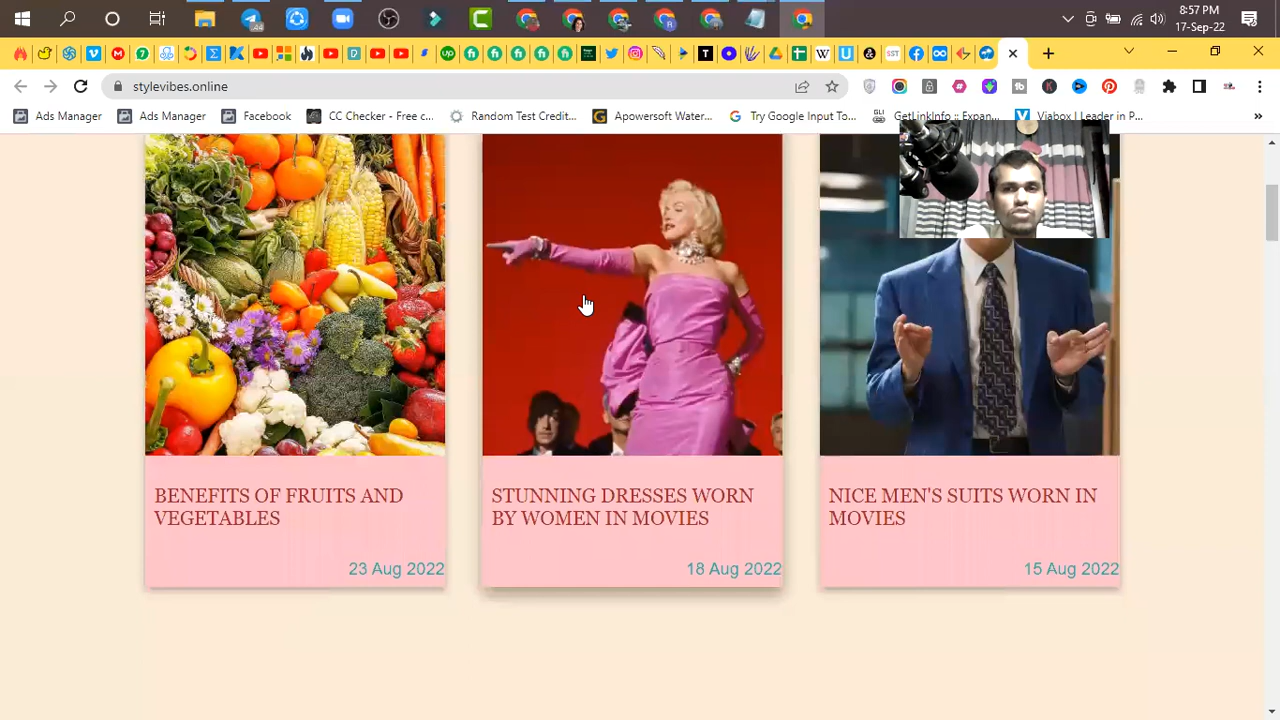 8:57 PM
17-Sep-22
44
stylevibes.online
Ads Manager
Ads Manager
Facebook
CC Checker - Free c...
Random Test Credit...
Apowersoft Water...
Try Google Input To...
GetLinkInfo :: Expan...
Viabox | Leader in P...
»
BENEFITS OF FRUITS AND
VEGETABLES
23 Aug 2022
STUNNING DRESSES WORN
BY WOMEN IN MOVIES
18 Aug 2022
NICE MEN'S SUITS WORN IN
MOVIES
15 Aug 2022